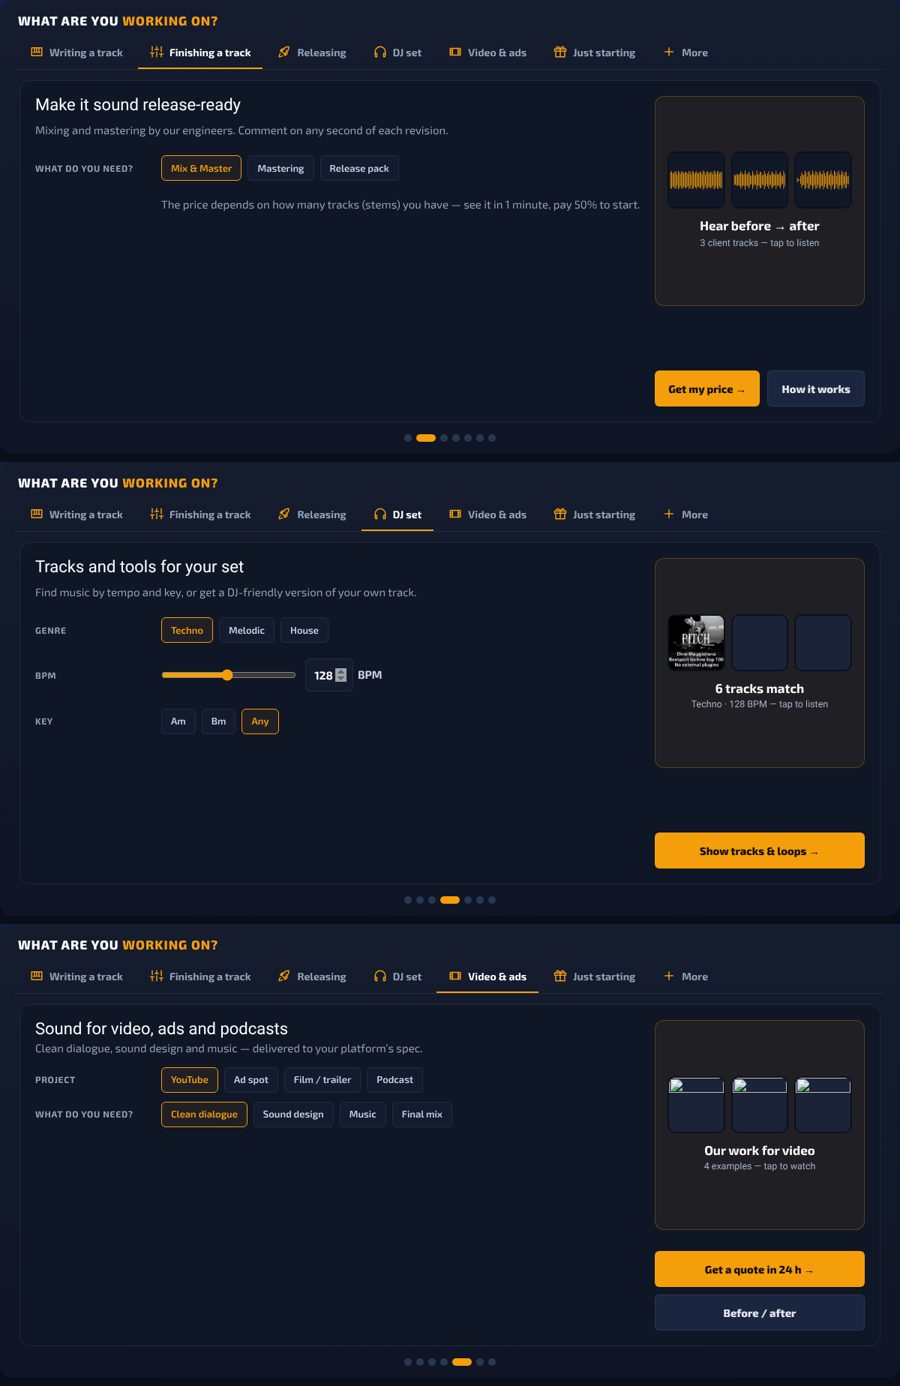 WHAT ARE YOU WORKING ON?
Writing a track
Finishing a track
Releasing
DJ set
Video & ads
Just starting
More
Make it sound release-ready
Mixing and mastering by our engineers. Comment on any second of each revision.
WHAT DO YOU NEED?
Mix & Master
Mastering
Release pack
The price depends on how many tracks (stems) you have — see it in 1 minute, pay 50% to start.
Hear before → after
3 client tracks — tap to listen
Get my price →
How it works
WHAT ARE YOU WORKING ON?
Writing a track
Finishing a track
Releasing
DJ set
Video & ads
Just starting
More
Tracks and tools for your set
Find music by tempo and key, or get a DJ-friendly version of your own track.
GENRE
Techno
Melodic
House
BPM
128
BPM
KEY
Am
Bm
Any
PITCH
Dino Maggiorana
Beatport techno top 100
No external plugins
6 tracks match
Techno · 128 BPM — tap to listen
Show tracks & loops →
WHAT ARE YOU WORKING ON?
Writing a track
Finishing a track
Releasing
DJ set
Video & ads
Just starting
More
Sound for video, ads and podcasts
Clean dialogue, sound design and music — delivered to your platform's spec.
PROJECT
YouTube
Ad spot
Film / trailer
Podcast
WHAT DO YOU NEED?
Clean dialogue
Sound design
Music
Final mix
Our work for video
4 examples — tap to watch
Get a quote in 24 h →
Before / after